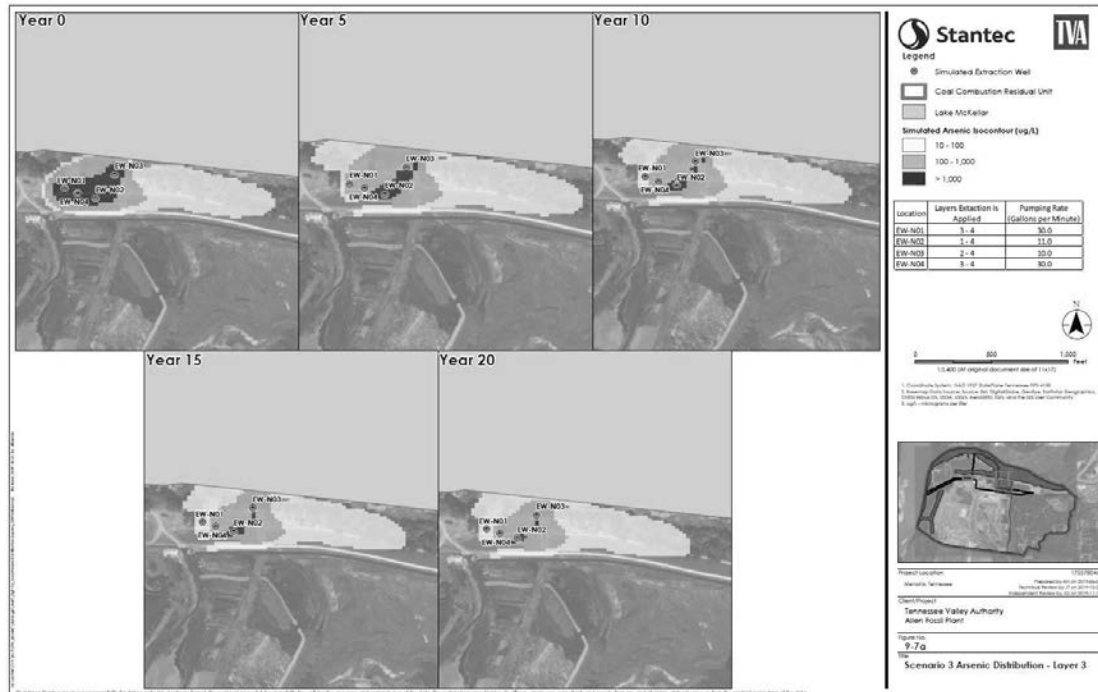 Year 0
EW-N03
EW-N01
EW-N02
EW-N04
Year 5
EW-N03
EW-N01
EW-N02
EW-N04
Year 10
EW-N03
EW-N01
EW-N02
EW-N04
Year 15
EW-N03
EW-N01
EW-N02
EW-N04
Year 20
EW-N03
EW-N01
EW-N02
EW-N04
Stantec
TVA
Legend
Simulated Extraction Well
Coal Combustion Residual Unit
Lake McKellar
Simulated Arsenic Isocontour (ug/L)
10 - 100
100 - 1,000
> 1,000
Location Layers Extaction is Applied Pumping Rate (Gallons per Minute)
EW-N01 3 - 4 30.0
EW-N02 1 - 4 11.0
EW-N03 2 - 4 10.0
EW-N04 3 - 4 30.0
N
0 500 1,000
Feet
(At original document size of 11x17)
Project Location
Memphis, Tennessee
Client/Project
Tennessee Valley Authority
Allen Fossil Plant
Figure No.
9-7a
Title
Scenario 3 Arsenic Distribution - Layer 3